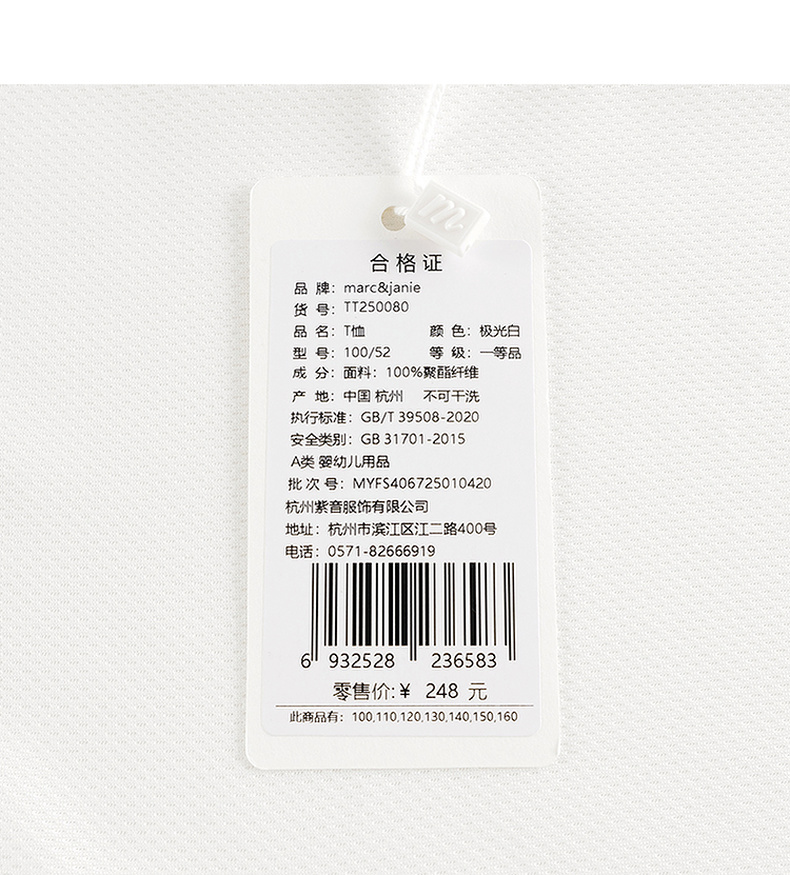 m
合格证
品 牌：marc&janie
货 号：TT250080
品 名：T恤 颜 色：极光白
型 号：100/52 等 级：一等品
成 分：面料：100%聚酯纤维
产 地：中国 杭州 不可干洗
执行标准：GB/T 39508-2020
安全类别：GB 31701-2015
A类 婴幼儿用品
批 次 号：MYFS406725010420
杭州紫音服饰有限公司
地址：杭州市滨江区江二路400号
电话：0571-82666919
6 932528 236583
零售价:￥ 248 元
此商品有：100,110,120,130,140,150,160